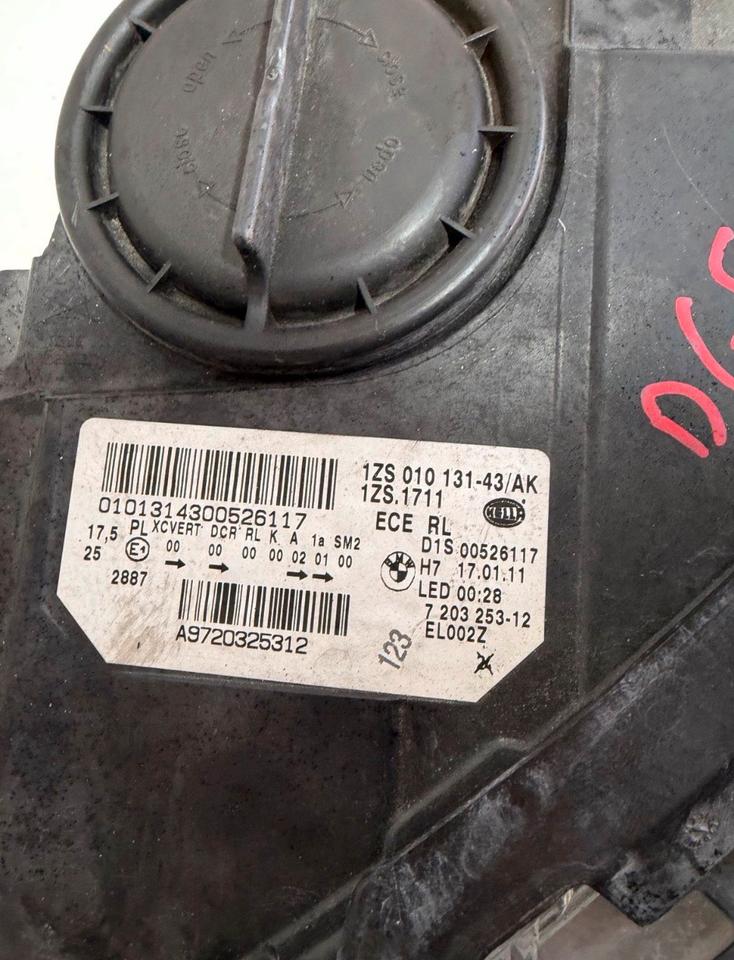 close
open
close
open
DG
1ZS 010 131-43/AK
1ZS.1711
0101314300526117
ECE RL
HELLA
17,5 PL XCVERT DCR RL K A 1a SM2
25 E1 00 00 00 00 02 01 00
2887
D1S 00526117
BMW
H7 17.01.11
LED 00:28
7 203 253-12
EL002Z
A9720325312
123